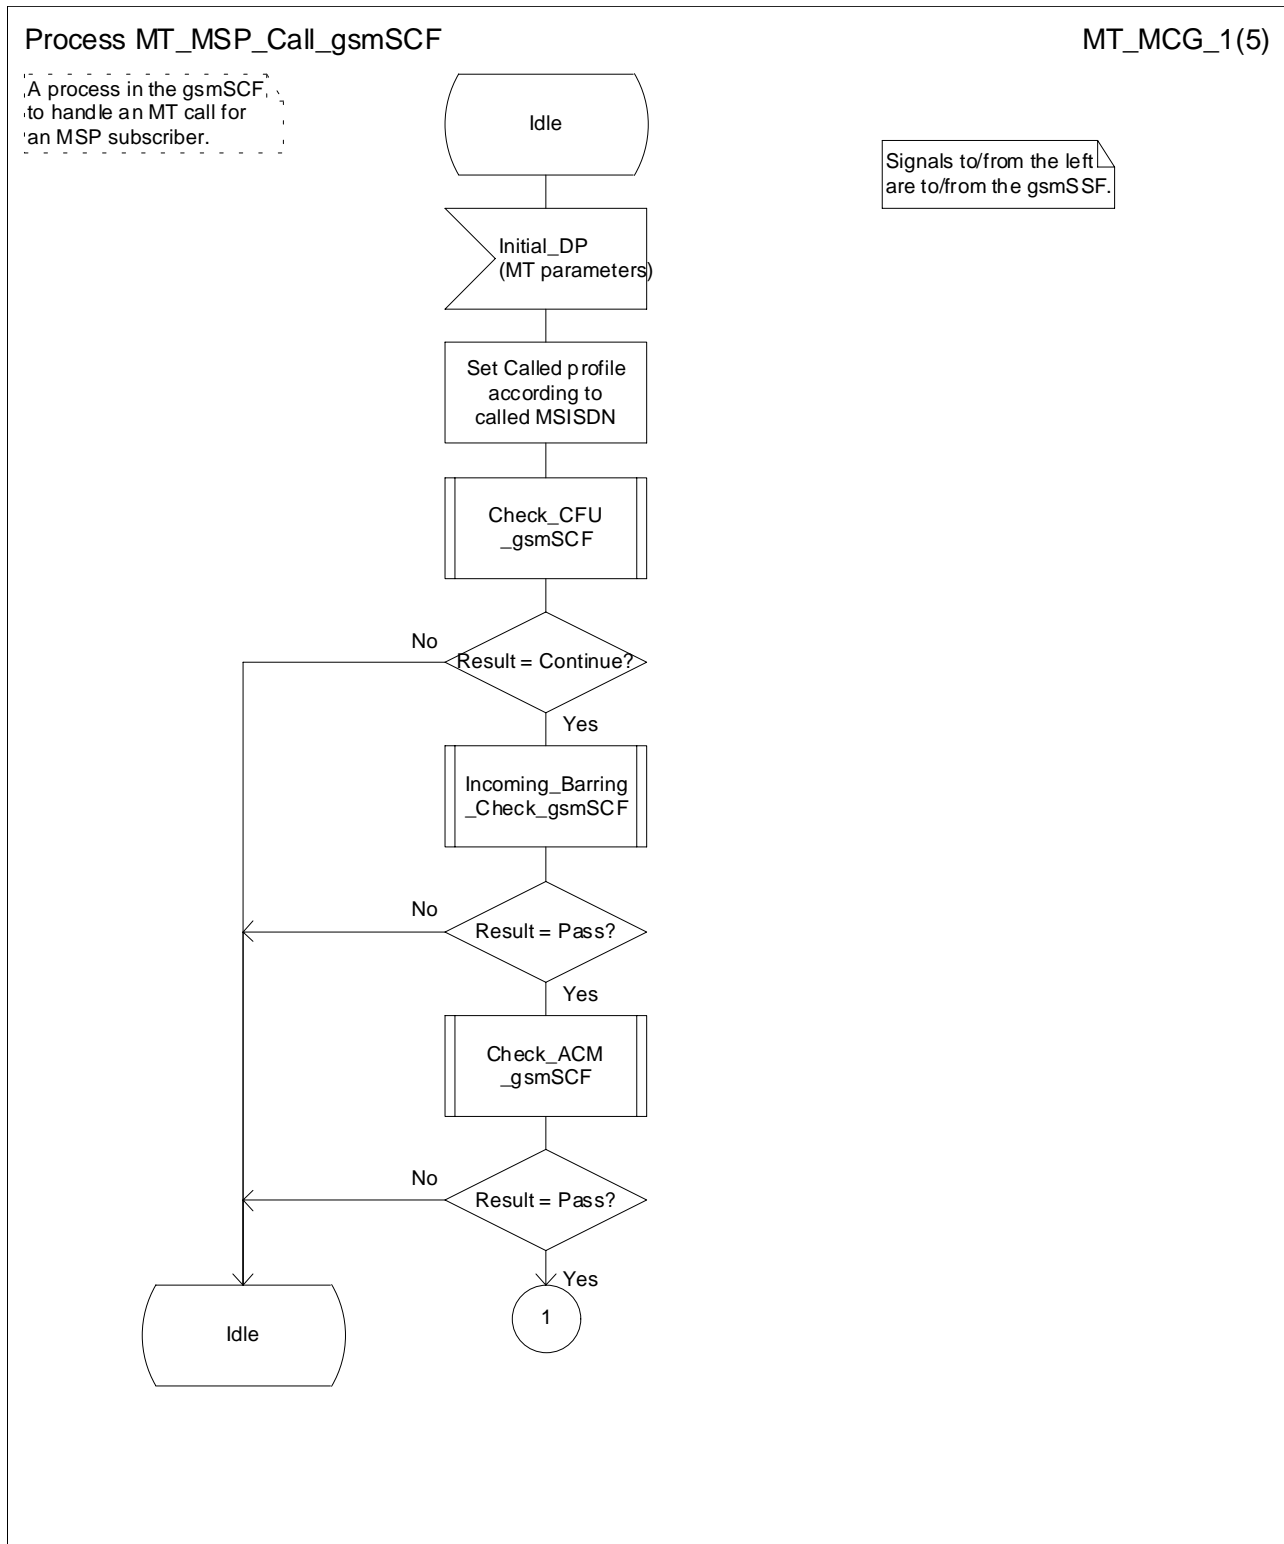 Process MT_MSP_Call_gsmSCF
MT_MCG_1(5)
A process in the gsmSCF
to handle an MT call for
an MSP subscriber.
Idle
Signals to/from the left
are to/from the gsmSSF.
Initial_DP
(MT parameters)
Set Called profile
according to
called MSISDN
Check_CFU
_gsmSCF
No
Result = Continue?
Yes
Incoming_Barring
_Check_gsmSCF
No
Result = Pass?
Yes
Check_ACM
_gsmSCF
No
Result = Pass?
Yes
1
Idle